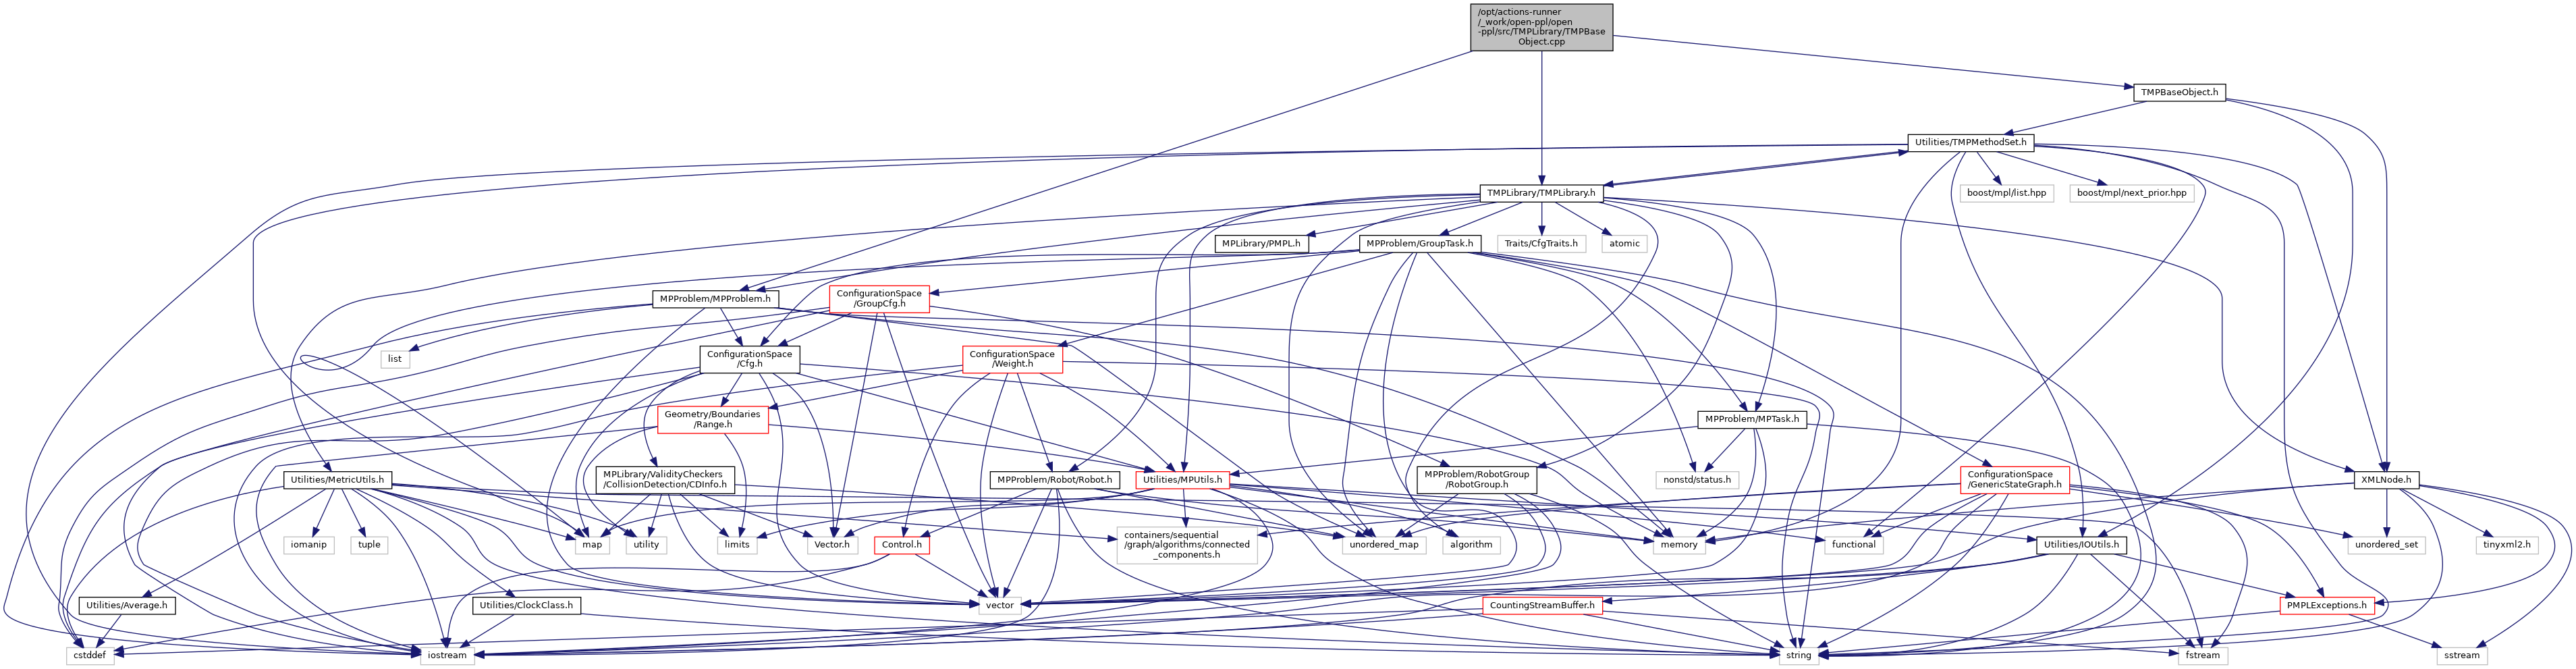 /opt/actions-runner
/_work/open-ppl/open
-ppl/src/TMPLibrary/TMPBase
Object.cpp
TMPBaseObject.h
Utilities/TMPMethodSet.h
TMPLibrary/TMPLibrary.h
boost/mpl/list.hpp
boost/mpl/next_prior.hpp
MPLibrary/PMPL.h
MPProblem/GroupTask.h
Traits/CfgTraits.h
atomic
MPProblem/MPProblem.h
ConfigurationSpace
/GroupCfg.h
list
ConfigurationSpace
/Cfg.h
ConfigurationSpace
/Weight.h
Geometry/Boundaries
/Range.h
MPProblem/MPTask.h
Utilities/MetricUtils.h
MPLibrary/ValidityCheckers
/CollisionDetection/CDInfo.h
MPProblem/Robot/Robot.h
Utilities/MPUtils.h
MPProblem/RobotGroup
/RobotGroup.h
nonstd/status.h
ConfigurationSpace
/GenericStateGraph.h
XMLNode.h
iomanip
tuple
map
utility
limits
Vector.h
Control.h
containers/sequential
/graph/algorithms/connected
_components.h
unordered_map
algorithm
memory
functional
Utilities/IOUtils.h
unordered_set
tinyxml2.h
Utilities/Average.h
Utilities/ClockClass.h
vector
CountingStreamBuffer.h
PMPLExceptions.h
cstddef
iostream
string
fstream
sstream